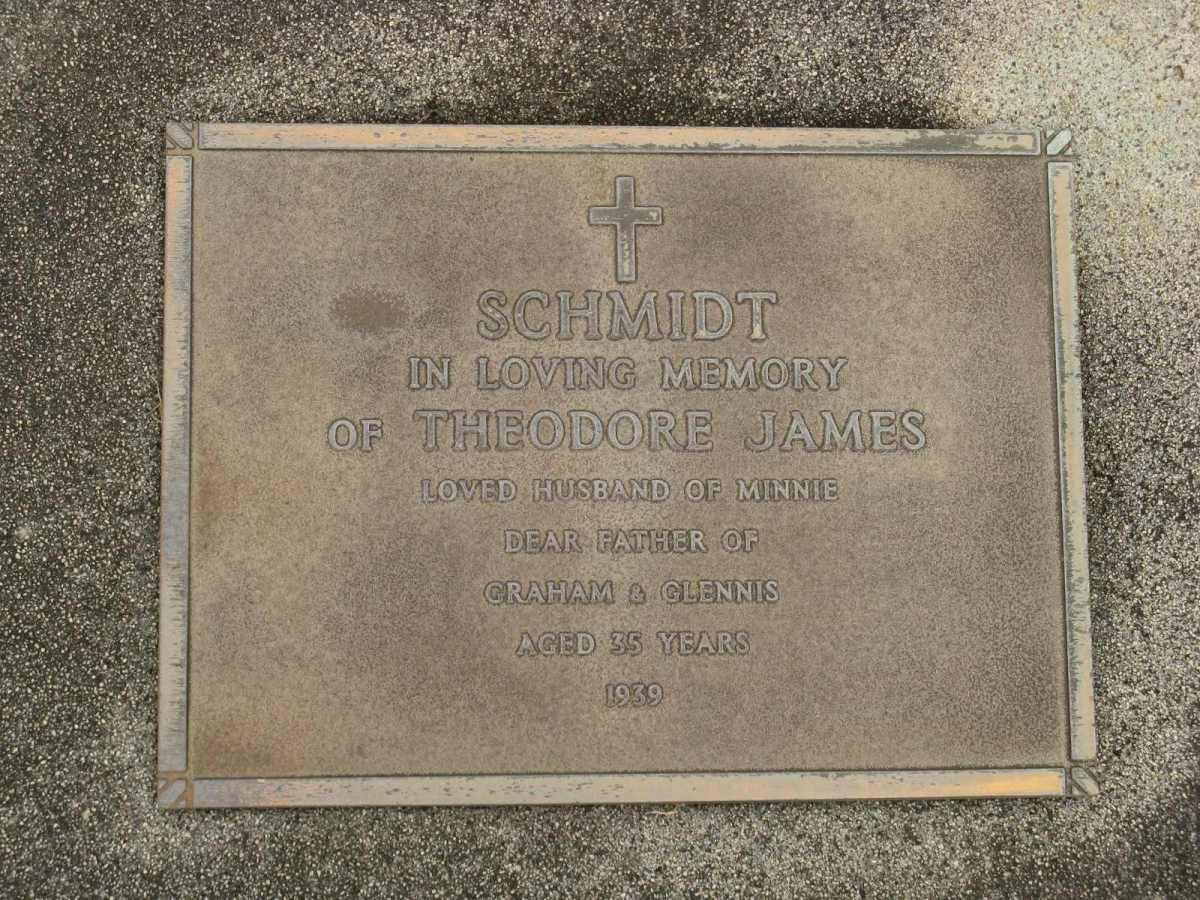 SCHMIDT
IN LOVING MEMORY
OF THEODORE JAMES
LOVED HUSBAND OF MINNIE
DEAR FATHER OF
GRAHAM & GLENNIS
AGED 35 YEARS
1939